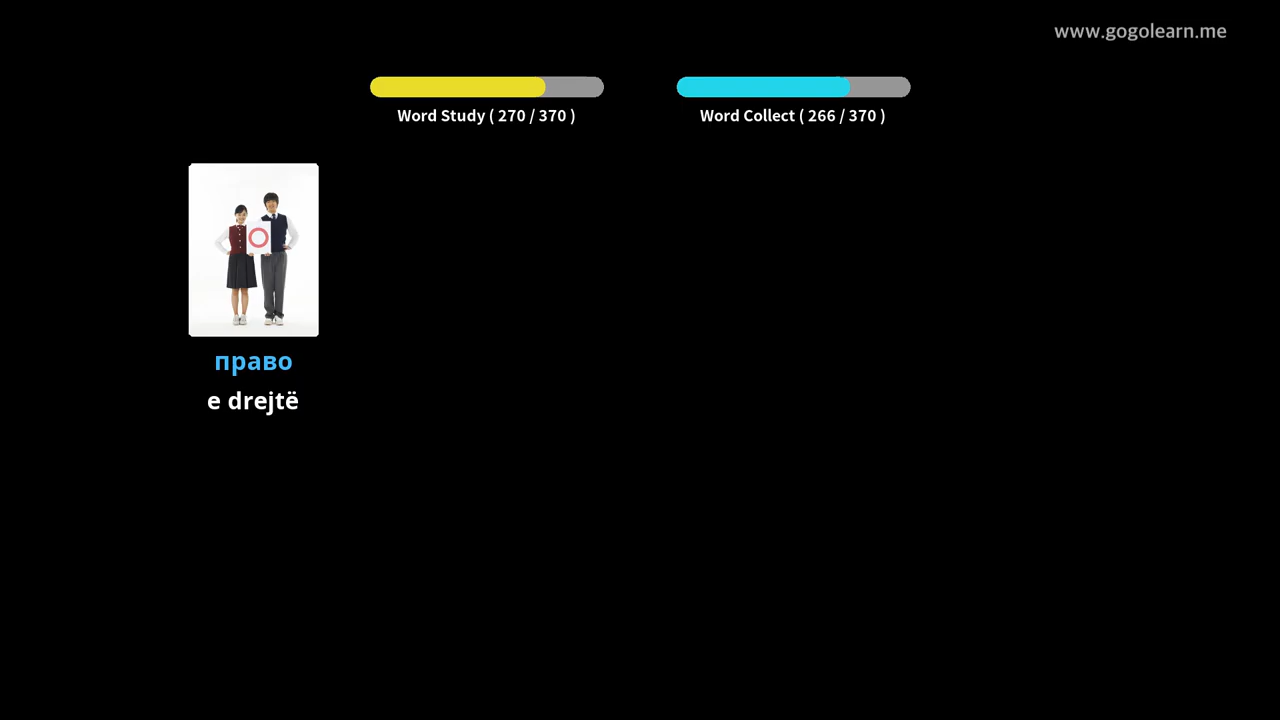 www.gogolearn.me
Word Study ( 270 / 370 )
Word Collect ( 266 / 370 )
право
e drejtë